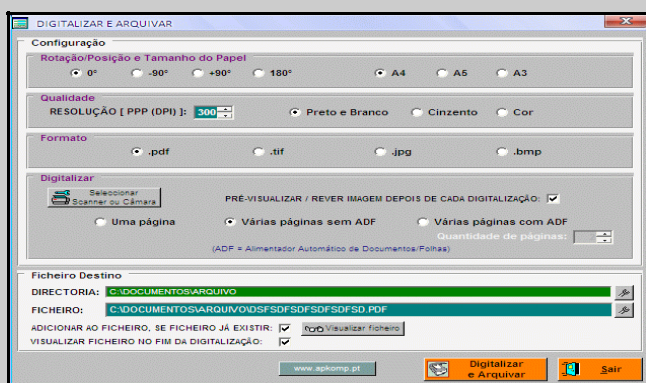 DIGITALIZAR E ARQUIVAR
Configuração
Rotação/Posição e Tamanho do Papel
0° -90° +90° 180° A4 A5 A3
Qualidade
RESOLUÇÃO [ PPP (DPI) ]: 300 Preto e Branco Cinzento Cor
Formato
.pdf .tif .jpg .bmp
Digitalizar
Seleccionar
Scanner ou Câmara
PRÉ-VISUALIZAR / REVER IMAGEM DEPOIS DE CADA DIGITALIZAÇÃO:
Uma página Várias páginas sem ADF Várias páginas com ADF
Quantidade de páginas:
(ADF = Alimentador Automático de Documentos/Folhas)
Ficheiro Destino
DIRECTORIA: C:\DOCUMENTOS\ARQUIVO
FICHEIRO: C:\DOCUMENTOS\ARQUIVO\DSFSDFSDFSDFSDFSD.PDF
ADICIONAR AO FICHEIRO, SE FICHEIRO JÁ EXISTIR: Visualizar ficheiro
VISUALIZAR FICHEIRO NO FIM DA DIGITALIZAÇÃO:
www.apkomp.pt
Digitalizar
e Arquivar
Sair